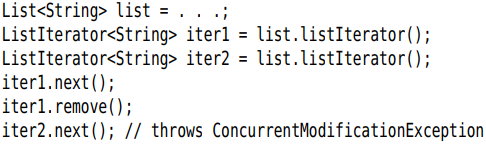 List<String> list = . . .;
ListIterator<String> iter1 = list.listIterator();
ListIterator<String> iter2 = list.listIterator();
iter1.next();
iter1.remove();
iter2.next(); // throws ConcurrentModificationException